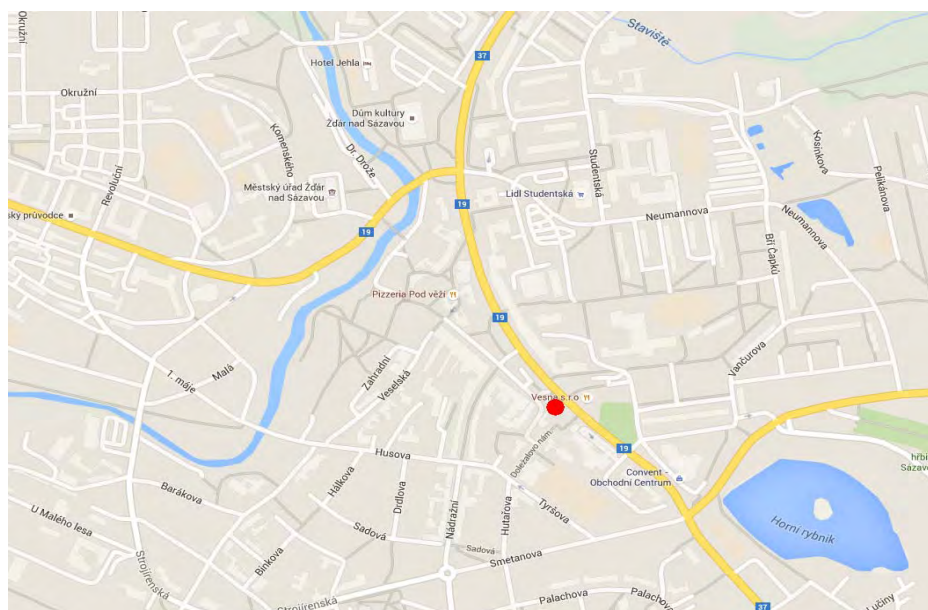 Okružní
37
Staviště
Hotel Jehla
Okružní
Dům kultury
Žďár nad Sázavou
Komenského
Dr. Drože...
Studentská
Kosinkova
Pelikánova
Revoluční
Městský úřad Žďár
nad Sázavou
Lidl Studentská
19
Neumannova
Neumannova
ský průvodce
19
Bří Čapků
Pizzeria Pod věží
19
Vančurova
Zahradní
Malá
1. máje
Veselská
Vesna s.r.o
Doležalovo nám.
19
Husova
hřbi
Sázavo
Convent -
Obchodní Centrum
Hálkova
Barákova
Drdlova
Nádražní
Hutařova
Tyršova
U Malého lesa
Sadová
Horní rybník
Sadová
Binkova
Smetanova
Strojírenská
Strojírenská
Palachova
Palachovu
37
Lučiny